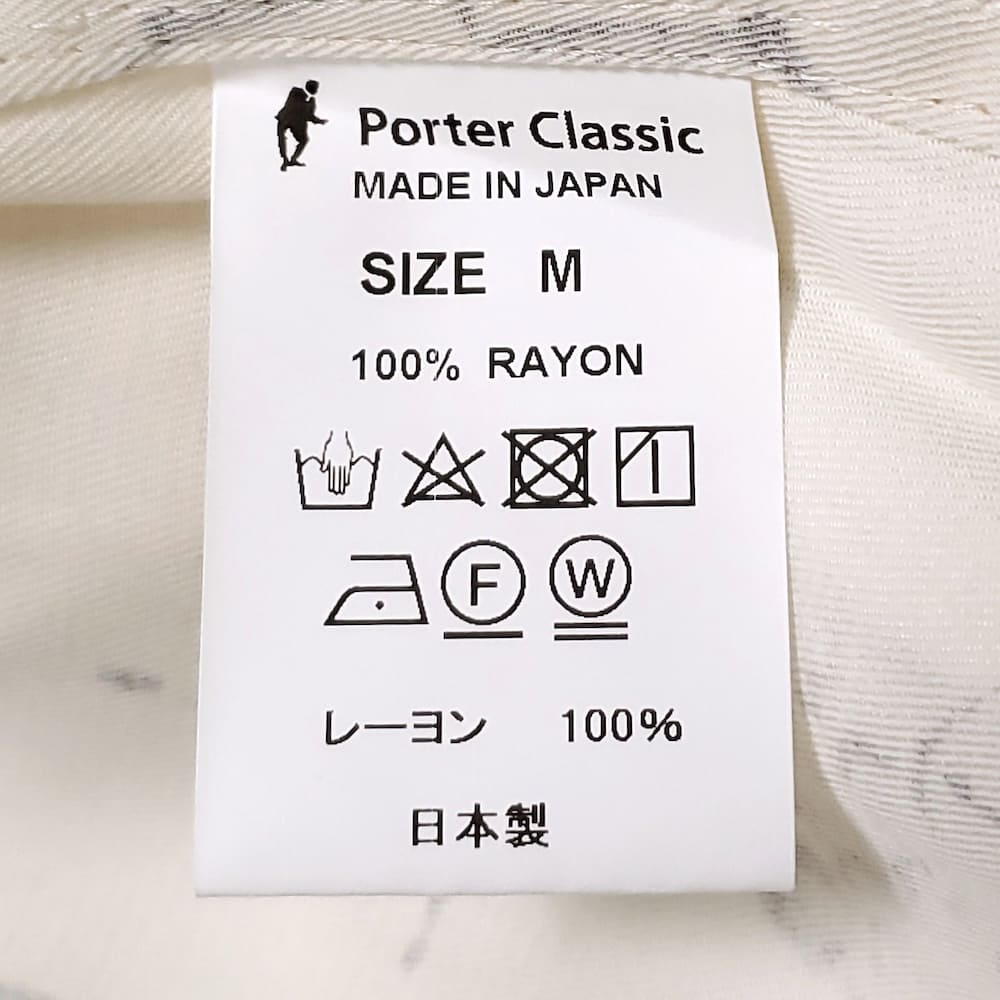 Porter Classic
MADE IN JAPAN
SIZE M
100% RAYON
F W
レーヨン 100%
日本製